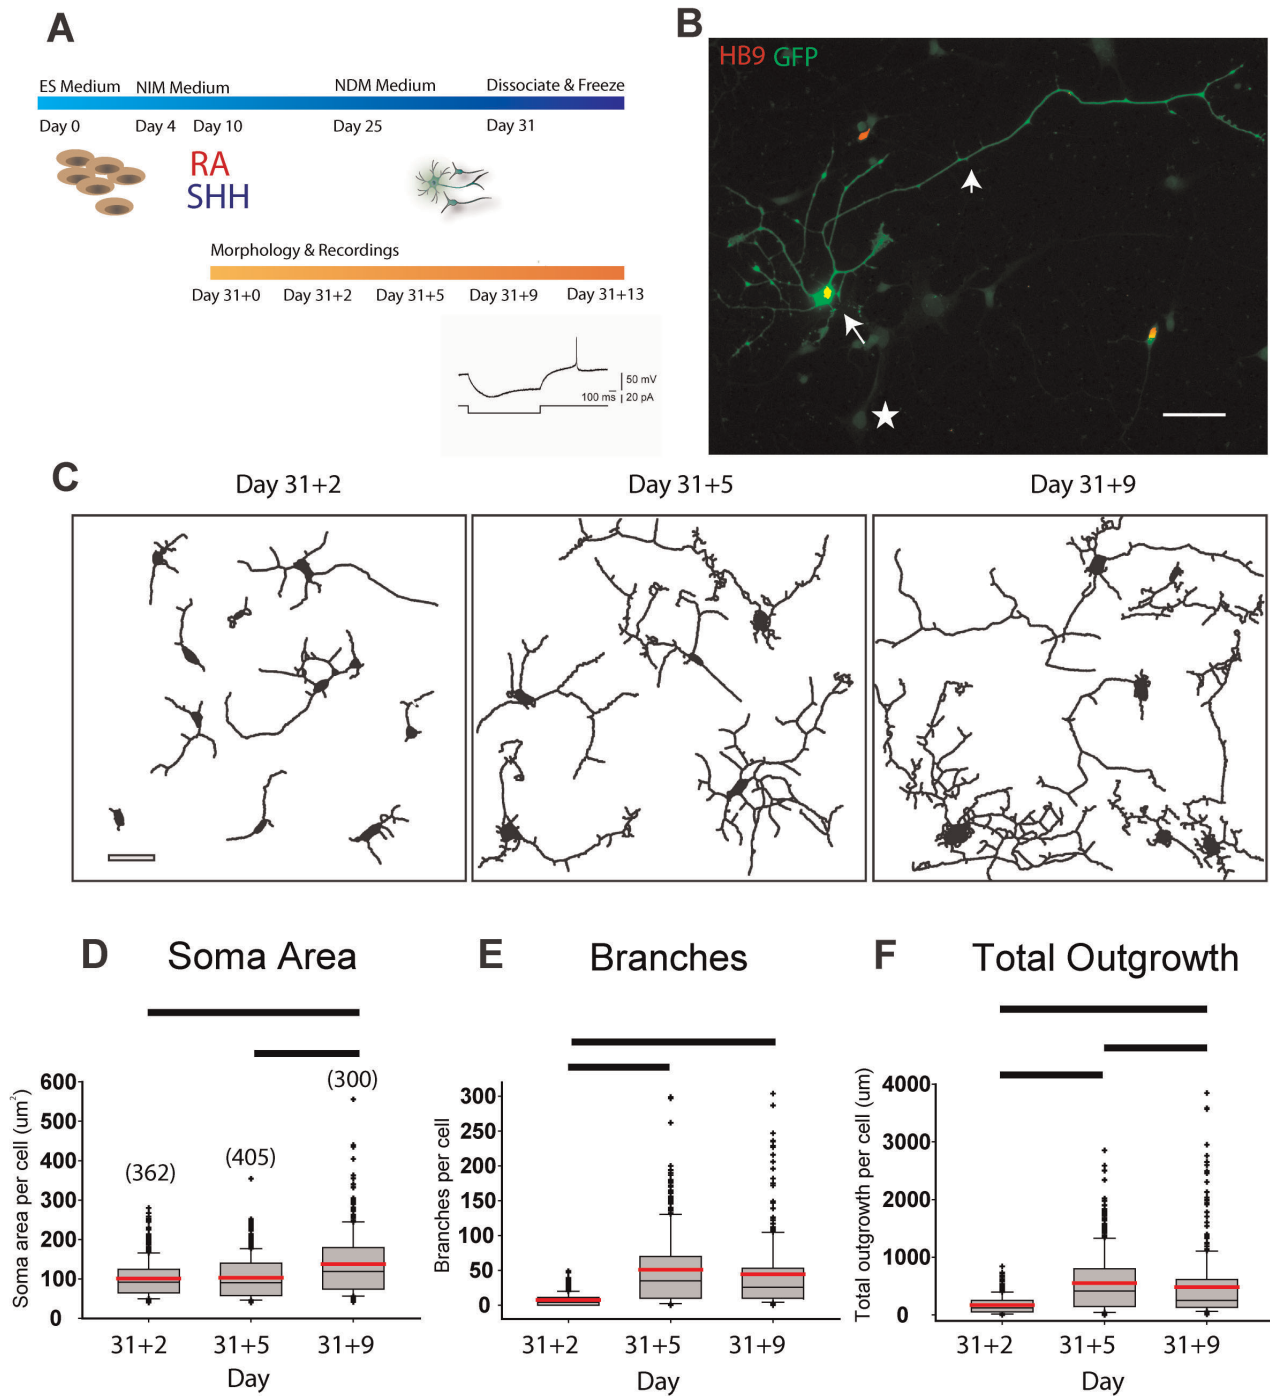 A
ES Medium NIM Medium NDM Medium Dissociate & Freeze
Day 0 Day 4 Day 10 Day 25 Day 31
RA
SHH
Morphology & Recordings
Day 31+0 Day 31+2 Day 31+5 Day 31+9 Day 31+13
50 mV
100 ms 20 pA
B
HB9 GFP
C
Day 31+2 Day 31+5 Day 31+9
D Soma Area
Soma area per cell (um²)
600
500
400
300
200
100
0
(362) (405) (300)
31+2 31+5 31+9
Day
E Branches
Branches per cell
300
250
200
150
100
50
0
31+2 31+5 31+9
Day
F Total Outgrowth
Total outgrowth per cell (um)
4000
3000
2000
1000
0
31+2 31+5 31+9
Day